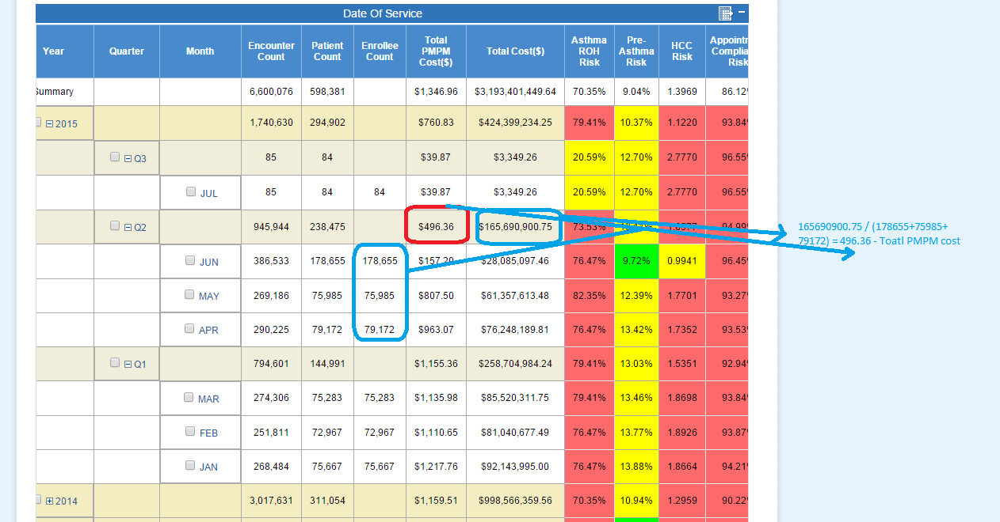 Date Of Service
Year Quarter Month Encounter Count Patient Count Enrollee Count Total PMPM Cost($) Total Cost($) Asthma ROH Risk Pre-Asthma Risk HCC Risk Risk
Summary 6,600,076 598,381 $1,346.96 $3,193,401,449.64 70.35% 9.04% 1.3969 86.12
2015 1,740,630 294,902 $760.83 $424,399,234.25 79.41% 10.37% 1.1220 93.84
Q3 85 84 $39.87 $3,349.26 20.59% 12.70% 2.7770 96.55
JUL 85 84 84 $39.87 $3,349.26 20.59% 12.70% 2.7770 96.55
Q2 945,944 238,475 $496.36 $165,690,900.75 73.53% 94.99
165690900.75 / (178655+75985+
79172) = 496.36 - Toatl PMPM cost
JUN 386,533 178,655 178,655 $157.20 $28,085,097.46 76.47% 9.72% 0.9941 96.45
MAY 269,186 75,985 75,985 $807.50 $61,357,613.48 82.35% 12.39% 1.7701 93.27
APR 290,225 79,172 79,172 $963.07 $76,248,189.81 76.47% 13.42% 1.7352 93.53
Q1 794,601 144,991 $1,155.36 $258,704,984.24 79.41% 13.03% 1.5351 92.94
MAR 274,306 75,283 75,283 $1,135.98 $85,520,311.75 79.41% 13.46% 1.8698 93.84
FEB 251,811 72,967 72,967 $1,110.65 $81,040,677.49 76.47% 13.77% 1.8926 93.87
JAN 268,484 75,667 75,667 $1,217.76 $92,143,995.00 76.47% 13.88% 1.8664 94.21
2014 3,017,631 311,054 $1,159.51 $998,566,359.56 70.35% 10.94% 1.2959 90.22